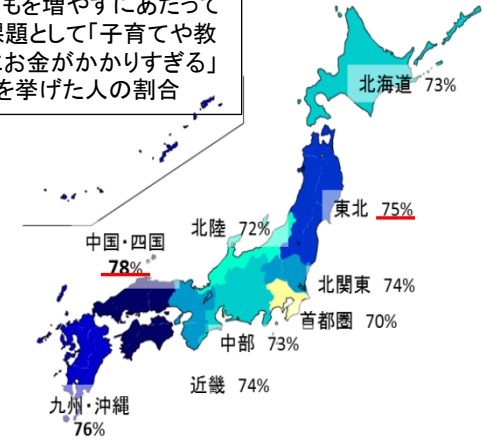 もを増やすにあたって
課題として「子育てや教
にお金がかかりすぎる」
を挙げた人の割合
北海道 73%
東北 75%
北陸 72%
中国・四国
78%
北関東 74%
首都圏 70%
中部 73%
近畿 74%
九州・沖縄
76%